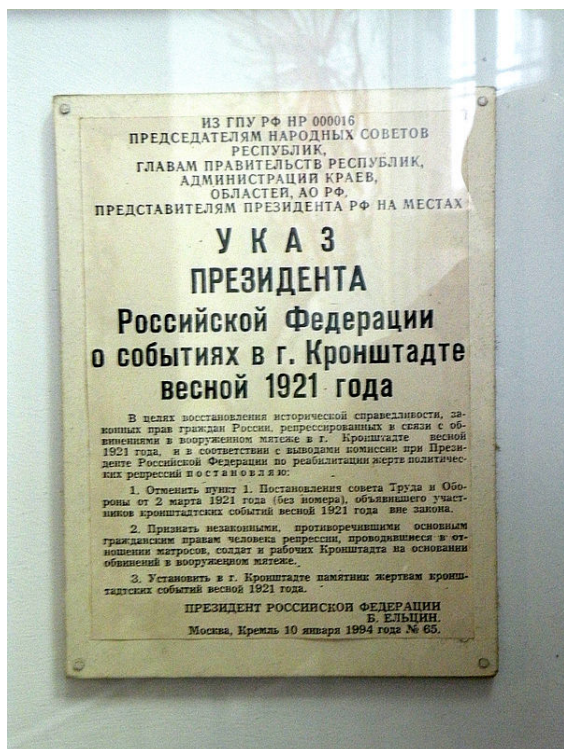 ИЗ ГПУ РФ НР 000016
ПРЕДСЕДАТЕЛЯМ НАРОДНЫХ СОВЕТОВ
РЕСПУБЛИК,
ГЛАВАМ ПРАВИТЕЛЬСТВ РЕСПУБЛИК,
АДМИНИСТРАЦИЙ КРАЕВ,
ОБЛАСТЕЙ, АО РФ,
ПРЕДСТАВИТЕЛЯМ ПРЕЗИДЕНТА РФ НА МЕСТАХ
УКАЗ
ПРЕЗИДЕНТА
Российской Федерации
о событиях в г. Кронштадте
весной 1921 года
В целях восстановления исторической справедливости, за-
конных прав граждан России, репрессированных в связи с об-
винениями в вооруженном мятеже в г. Кронштадте весной
1921 года, и в соответствии с выводами комиссии при Прези-
денте Российской Федерации по реабилитации жертв политичес-
ких репрессий постановляю:
1. Отменить пункт 1. Постановления совета Труда и Обо-
роны от 2 марта 1921 года (без номера), объявившего участ-
ников кронштадтских событий весной 1921 года вне закона.
2. Признать незаконными, противоречившими основным
гражданским правам человека репрессии, проводившиеся в от-
ношении матросов, солдат и рабочих Кронштадта на основании
обвинений в вооруженном мятеже.
3. Установить в г. Кронштадте памятник жертвам кронш-
тадтских событий весной 1921 года.
ПРЕЗИДЕНТ РОССИЙСКОЙ ФЕДЕРАЦИИ
Б. ЕЛЬЦИН.
Москва, Кремль 10 января 1994 года № 65.